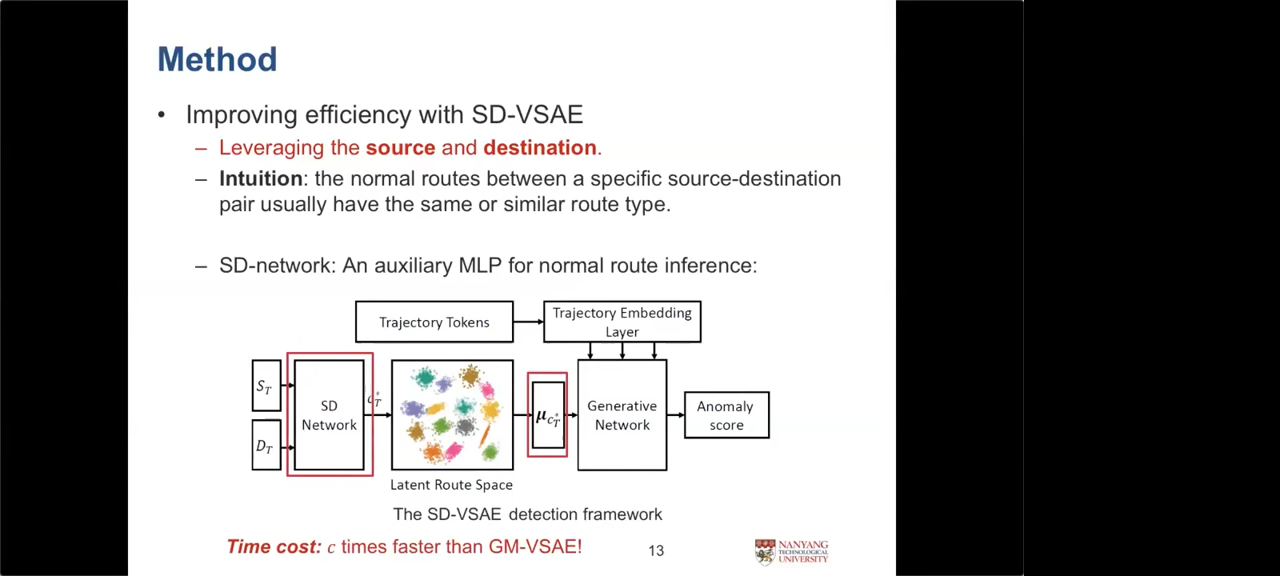 Method
• Improving efficiency with SD-VSAE
– Leveraging the source and destination.
– Intuition: the normal routes between a specific source-destination
pair usually have the same or similar route type.
– SD-network: An auxiliary MLP for normal route inference:
Trajectory Tokens
Trajectory Embedding
Layer
S_T
D_T
SD
Network
c_T^*
μ_{c_T^*}
Generative
Network
Anomaly
score
Latent Route Space
The SD-VSAE detection framework
Time cost: c times faster than GM-VSAE!
13
NANYANG
TECHNOLOGICAL
UNIVERSITY